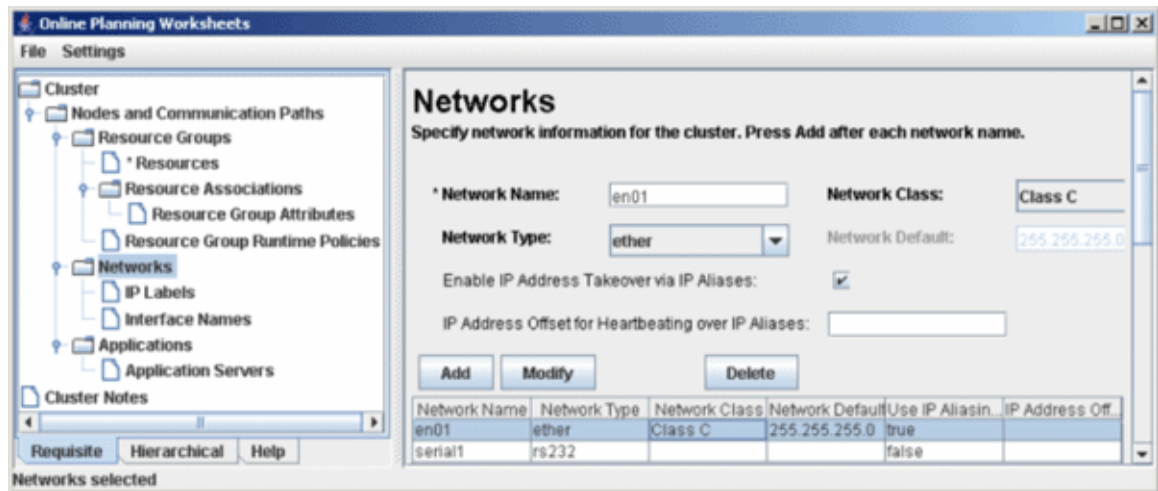 Online Planning Worksheets
File Settings
Cluster
Nodes and Communication Paths
Resource Groups
* Resources
Resource Associations
Resource Group Attributes
Resource Group Runtime Policies
Networks
IP Labels
Interface Names
Applications
Application Servers
Cluster Notes
Requisite Hierarchical Help
Networks selected
Networks
Specify network information for the cluster. Press Add after each network name.
* Network Name: en01 Network Class: Class C
Network Type: ether Network Default: 255.255.255.0
Enable IP Address Takeover via IP Aliases:
IP Address Offset for Heartbeating over IP Aliases:
Add Modify Delete
Network Name Network Type Network Class Network Default Use IP Aliasin... IP Address Off...
en01 ether Class C 255.255.255.0 true
serial1 rs232 false